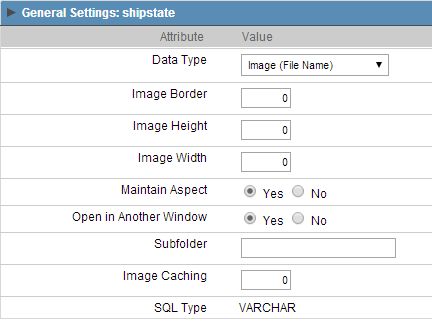 General Settings: shipstate
Attribute Value
Data Type Image (File Name)
Image Border 0
Image Height 0
Image Width 0
Maintain Aspect Yes No
Open in Another Window Yes No
Subfolder
Image Caching 0
SQL Type VARCHAR